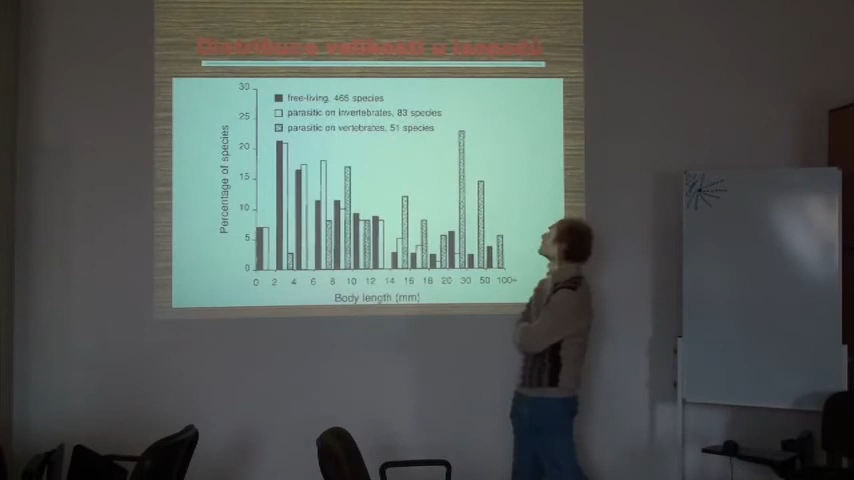 velikosti u
30
free-living, 465 species
25
parasitic on invertebrates, 83 species
parasitic on vertebrates, 51 species
20
15
10
5
0
Percentage of species
0 2 4 6 8 10 12 14 16 18 20 30 50 100+
Body length (mm)